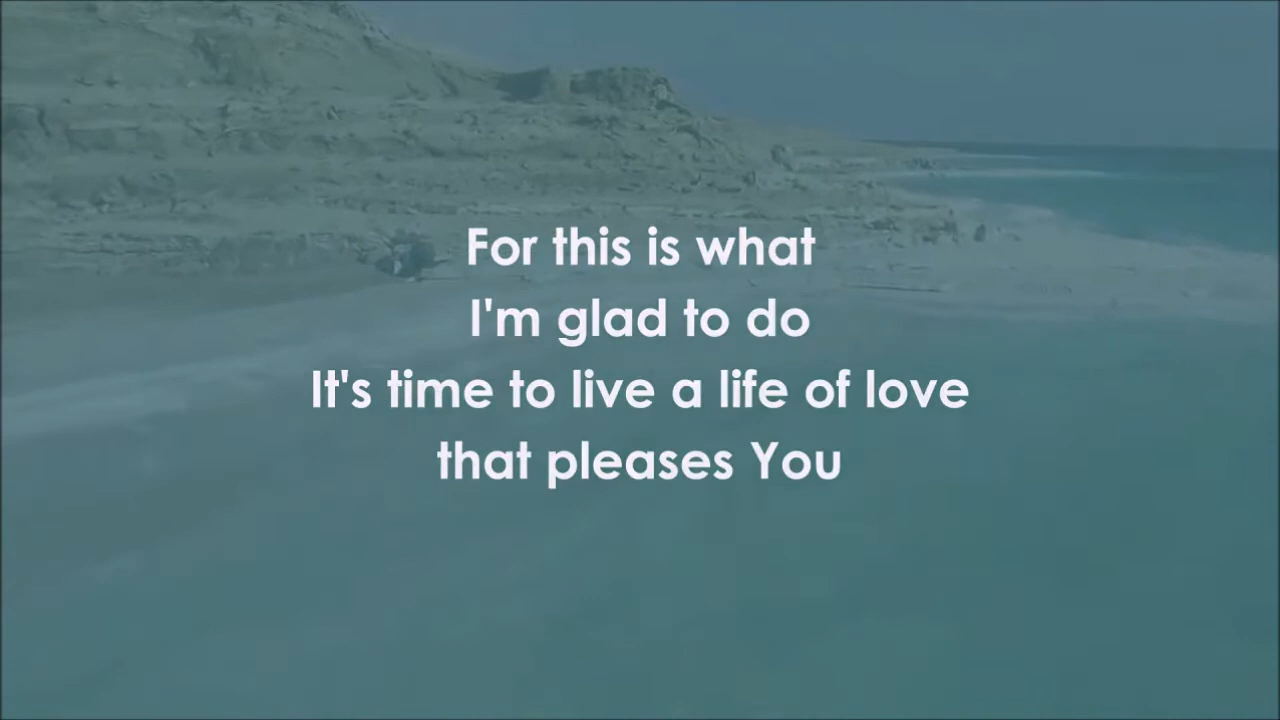 For this is what
I'm glad to do
It's time to live a life of love
that pleases You